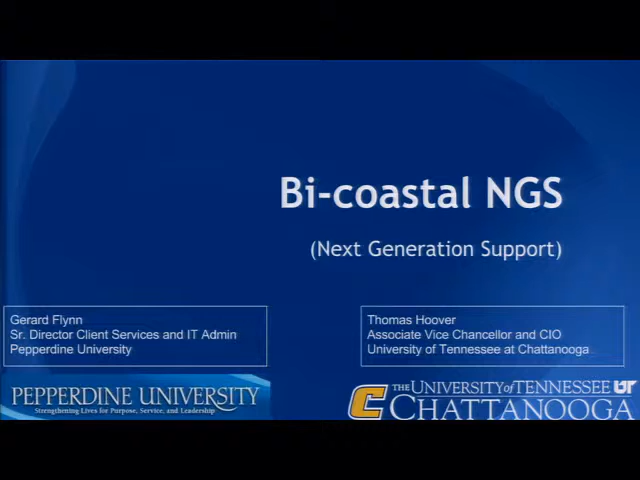 Bi-coastal NGS
(Next Generation Support)
Gerard Flynn
Sr. Director Client Services and IT Admin
Pepperdine University
Thomas Hoover
Associate Vice Chancellor and CIO
University of Tennessee at Chattanooga
PEPPERDINE UNIVERSITY
Strengthening Lives for Purpose, Service, and Leadership
C THE UNIVERSITY of TENNESSEE UT
CHATTANOOGA